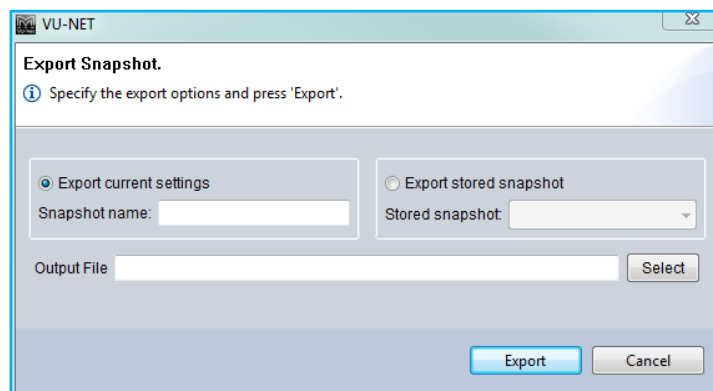 VU-NET
Export Snapshot.
Specify the export options and press 'Export'.
Export current settings
Snapshot name:
Export stored snapshot
Stored snapshot:
Output File
Select
Export
Cancel